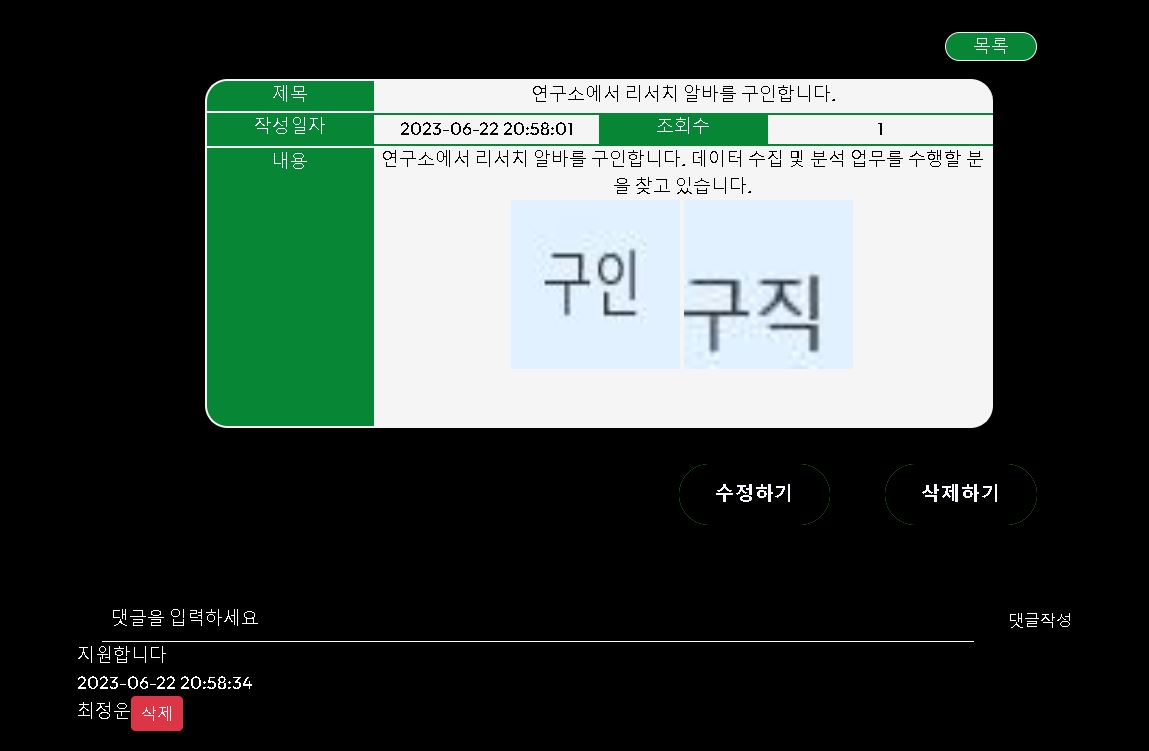 목록
제목
연구소에서 리서치 알바를 구인합니다.
작성일자
2023-06-22 20:58:01
조회수
1
내용
연구소에서 리서치 알바를 구인합니다. 데이터 수집 및 분석 업무를 수행할 분
을 찾고 있습니다.
구인
구직
수정하기
삭제하기
댓글을 입력하세요
댓글작성
지원합니다
2023-06-22 20:58:34
최정운
삭제